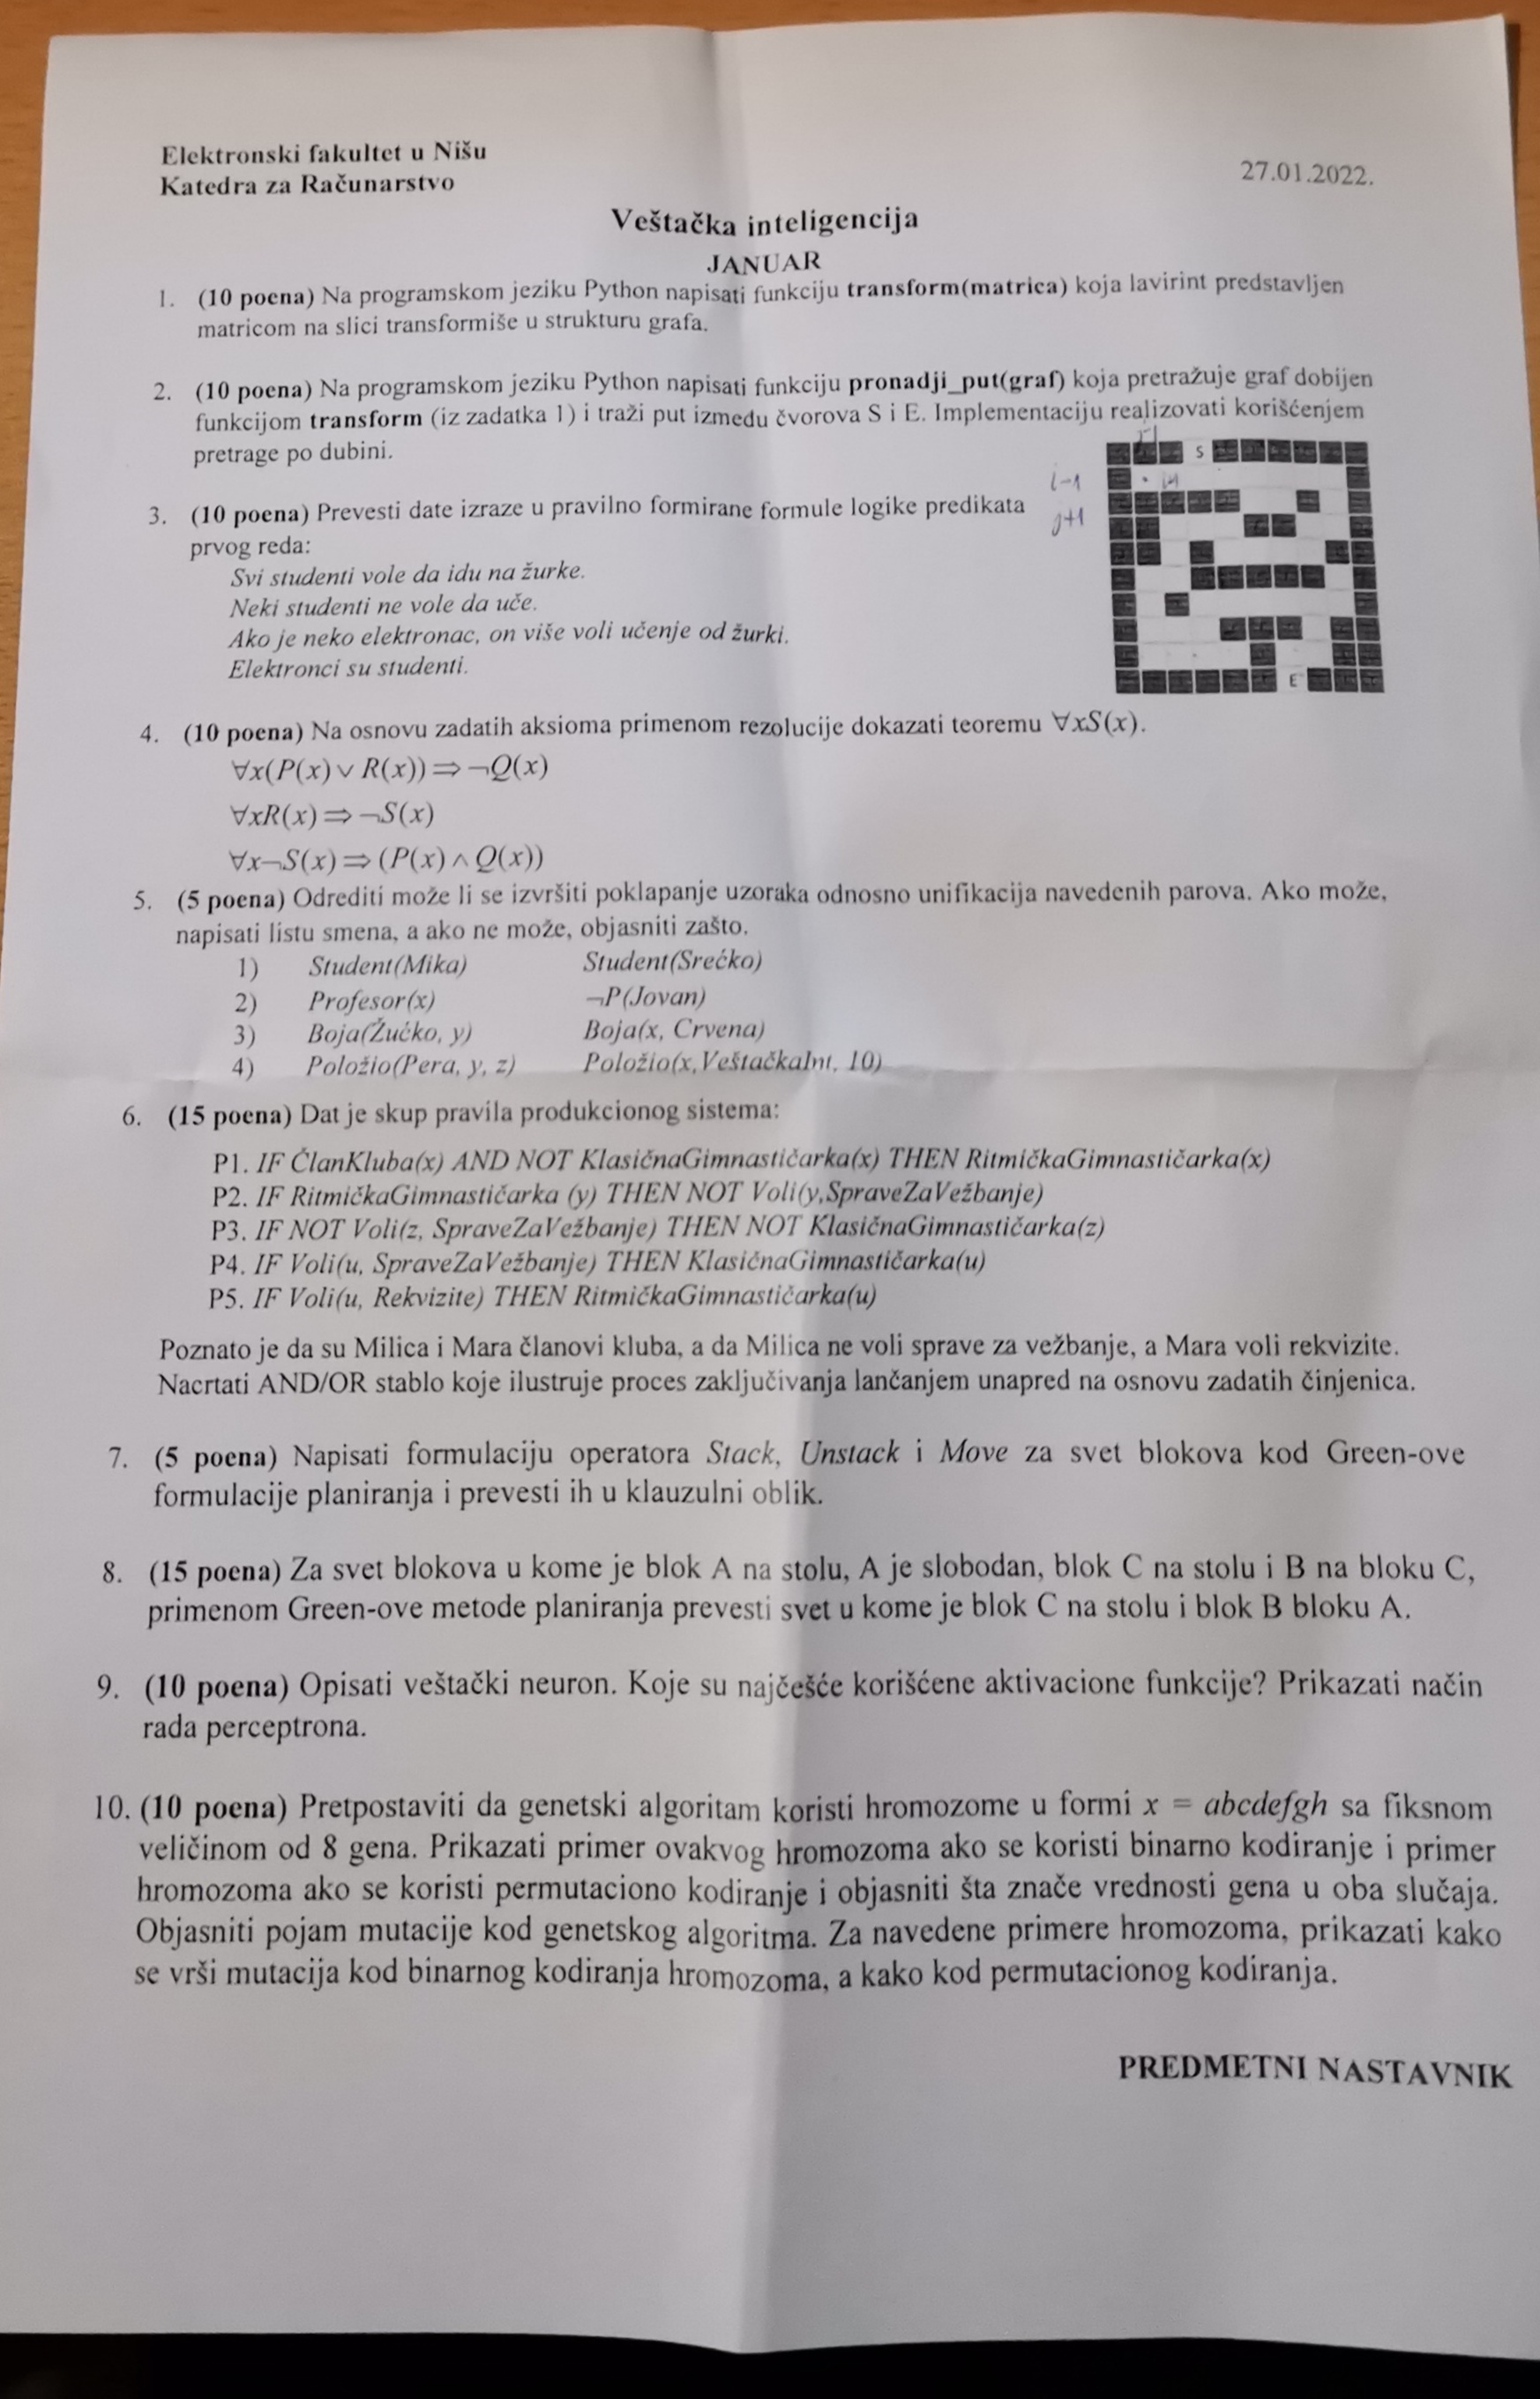 Elektronski fakultet u Nišu
Katedra za Računarstvo
27.01.2022.
Veštačka inteligencija
JANUAR
1. (10 poena) Na programskom jeziku Python napisati funkciju transform(matrica) koja lavirint predstavljen
matricom na slici transformiše u strukturu grafa.
2. (10 poena) Na programskom jeziku Python napisati funkciju pronadji_put(graf) koja pretražuje graf dobijen
funkcijom transform (iz zadatka 1) i traži put između čvorova S i E. Implementaciju realizovati korišćenjem
pretrage po dubini.
S
i-1
j+1
E
3. (10 poena) Prevesti date izraze u pravilno formirane formule logike predikata
prvog reda:
Svi studenti vole da idu na žurke.
Neki studenti ne vole da uče.
Ako je neko elektronac, on više voli učenje od žurki.
Elektronci su studenti.
4. (10 poena) Na osnovu zadatih aksioma primenom rezolucije dokazati teoremu ∀xS(x).
∀x(P(x)∨R(x))⇒¬Q(x)
∀xR(x)⇒¬S(x)
∀x¬S(x)⇒(P(x)∧Q(x))
5. (5 poena) Odrediti može li se izvršiti poklapanje uzoraka odnosno unifikacija navedenih parova. Ako može,
napisati listu smena, a ako ne može, objasniti zašto.
1) Student(Mika) Student(Srećko)
2) Profesor(x) ¬P(Jovan)
3) Boja(Žućko, y) Boja(x, Crvena)
4) Položio(Pera, y, z) Položio(x,VeštačkaInt, 10)
6. (15 poena) Dat je skup pravila produkcionog sistema:
P1. IF ČlanKluba(x) AND NOT KlasičnaGimnastičarka(x) THEN RitmičkaGimnastičarka(x)
P2. IF RitmičkaGimnastičarka (y) THEN NOT Voli(y,SpraveZaVežbanje)
P3. IF NOT Voli(z, SpraveZaVežbanje) THEN NOT KlasičnaGimnastičarka(z)
P4. IF Voli(u, SpraveZaVežbanje) THEN KlasičnaGimnastičarka(u)
P5. IF Voli(u, Rekvizite) THEN RitmičkaGimnastičarka(u)
Poznato je da su Milica i Mara članovi kluba, a da Milica ne voli sprave za vežbanje, a Mara voli rekvizite.
Nacrtati AND/OR stablo koje ilustruje proces zaključivanja lančanjem unapred na osnovu zadatih činjenica.
7. (5 poena) Napisati formulaciju operatora Stack, Unstack i Move za svet blokova kod Green-ove
formulacije planiranja i prevesti ih u klauzulni oblik.
8. (15 poena) Za svet blokova u kome je blok A na stolu, A je slobodan, blok C na stolu i B na bloku C,
primenom Green-ove metode planiranja prevesti svet u kome je blok C na stolu i blok B bloku A.
9. (10 poena) Opisati veštački neuron. Koje su najčešće korišćene aktivacione funkcije? Prikazati način
rada perceptrona.
10. (10 poena) Pretpostaviti da genetski algoritam koristi hromozome u formi x = abcdefgh sa fiksnom
veličinom od 8 gena. Prikazati primer ovakvog hromozoma ako se koristi binarno kodiranje i primer
hromozoma ako se koristi permutaciono kodiranje i objasniti šta znače vrednosti gena u oba slučaja.
Objasniti pojam mutacije kod genetskog algoritma. Za navedene primere hromozoma, prikazati kako
se vrši mutacija kod binarnog kodiranja hromozoma, a kako kod permutacionog kodiranja.
PREDMETNI NASTAVNIK